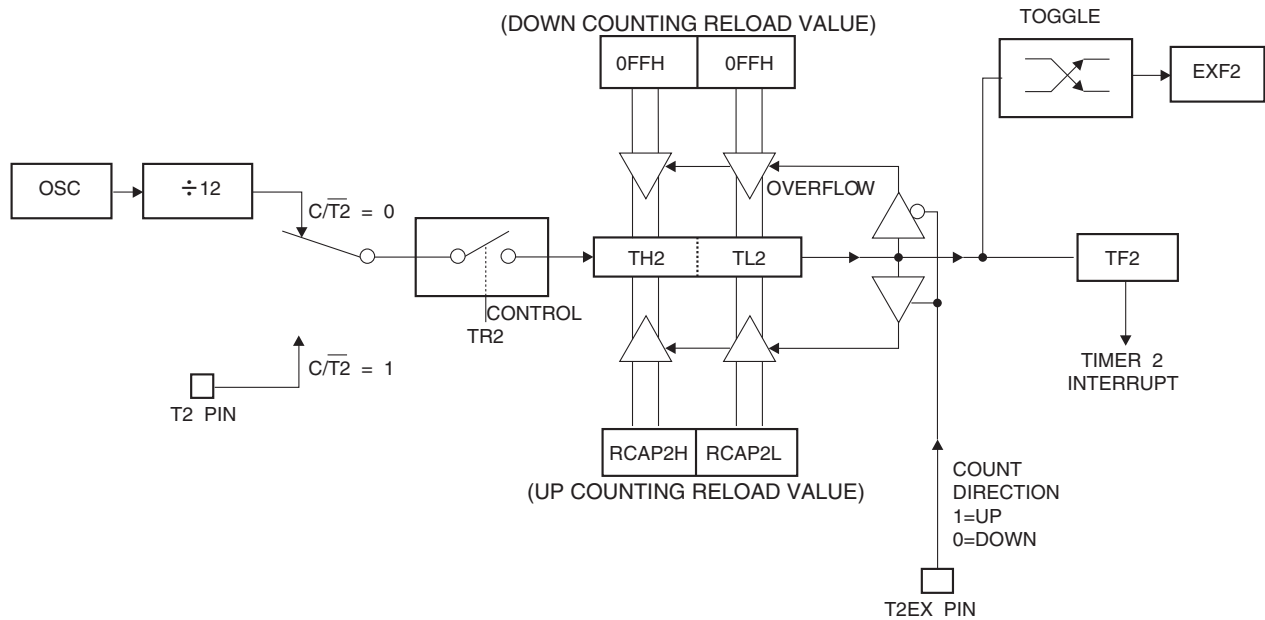 (DOWN COUNTING RELOAD VALUE)
TOGGLE
0FFH 0FFH
EXF2
OSC
÷12
OVERFLOW
C/T2̅ = 0
TH2 TL2
TF2
CONTROL
TR2
C/T2̅ = 1
T2 PIN
TIMER 2
INTERRUPT
RCAP2H RCAP2L
(UP COUNTING RELOAD VALUE)
COUNT
DIRECTION
1=UP
0=DOWN
T2EX PIN